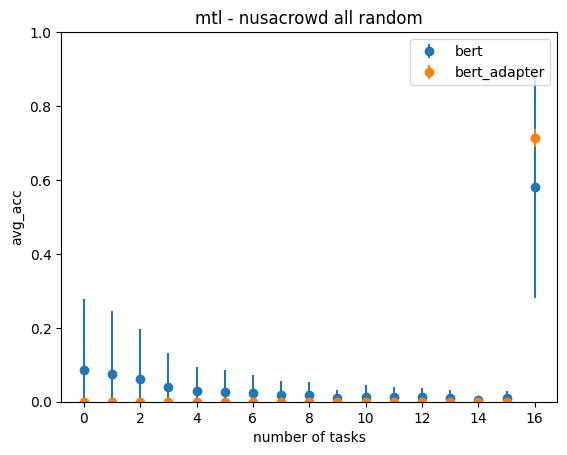 mtl - nusacrowd all random
bert
bert_adapter
1.0
0.8
0.6
0.4
0.2
0.0
avg_acc
0 2 4 6 8 10 12 14 16
number of tasks